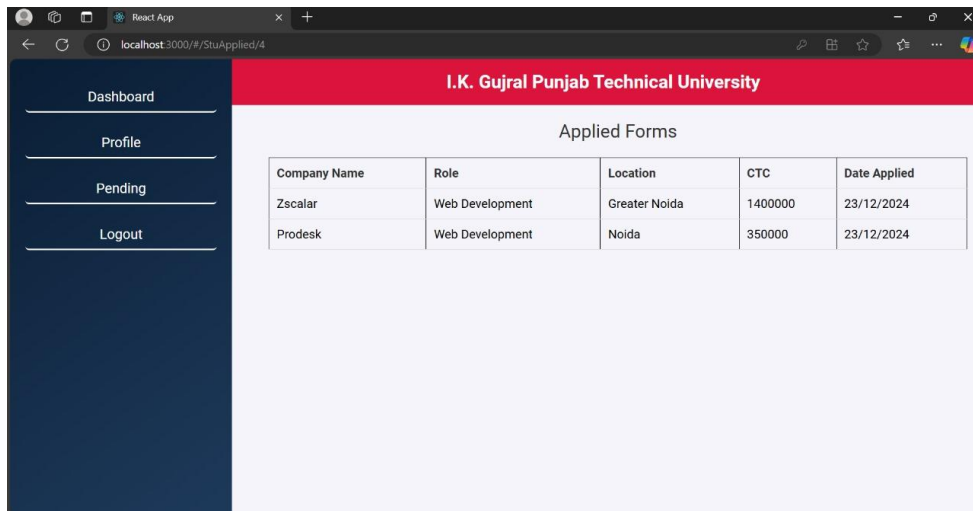 React App
localhost:3000/#/StuApplied/4
I.K. Gujral Punjab Technical University
Dashboard
Profile
Pending
Logout
Applied Forms
Company Name Role Location CTC Date Applied
Zscalar Web Development Greater Noida 1400000 23/12/2024
Prodesk Web Development Noida 350000 23/12/2024